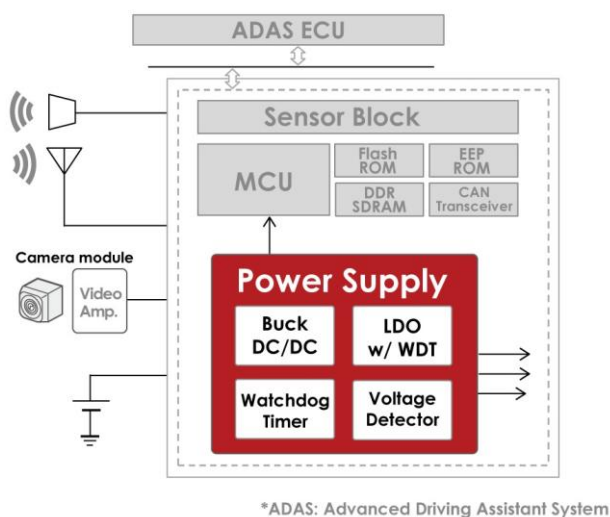 ADAS ECU
Sensor Block
MCU
Flash
ROM
EEP
ROM
DDR
SDRAM
CAN
Transceiver
Camera module
Video
Amp.
Power Supply
Buck
DC/DC
LDO
w/ WDT
Watchdog
Timer
Voltage
Detector
*ADAS: Advanced Driving Assistant System